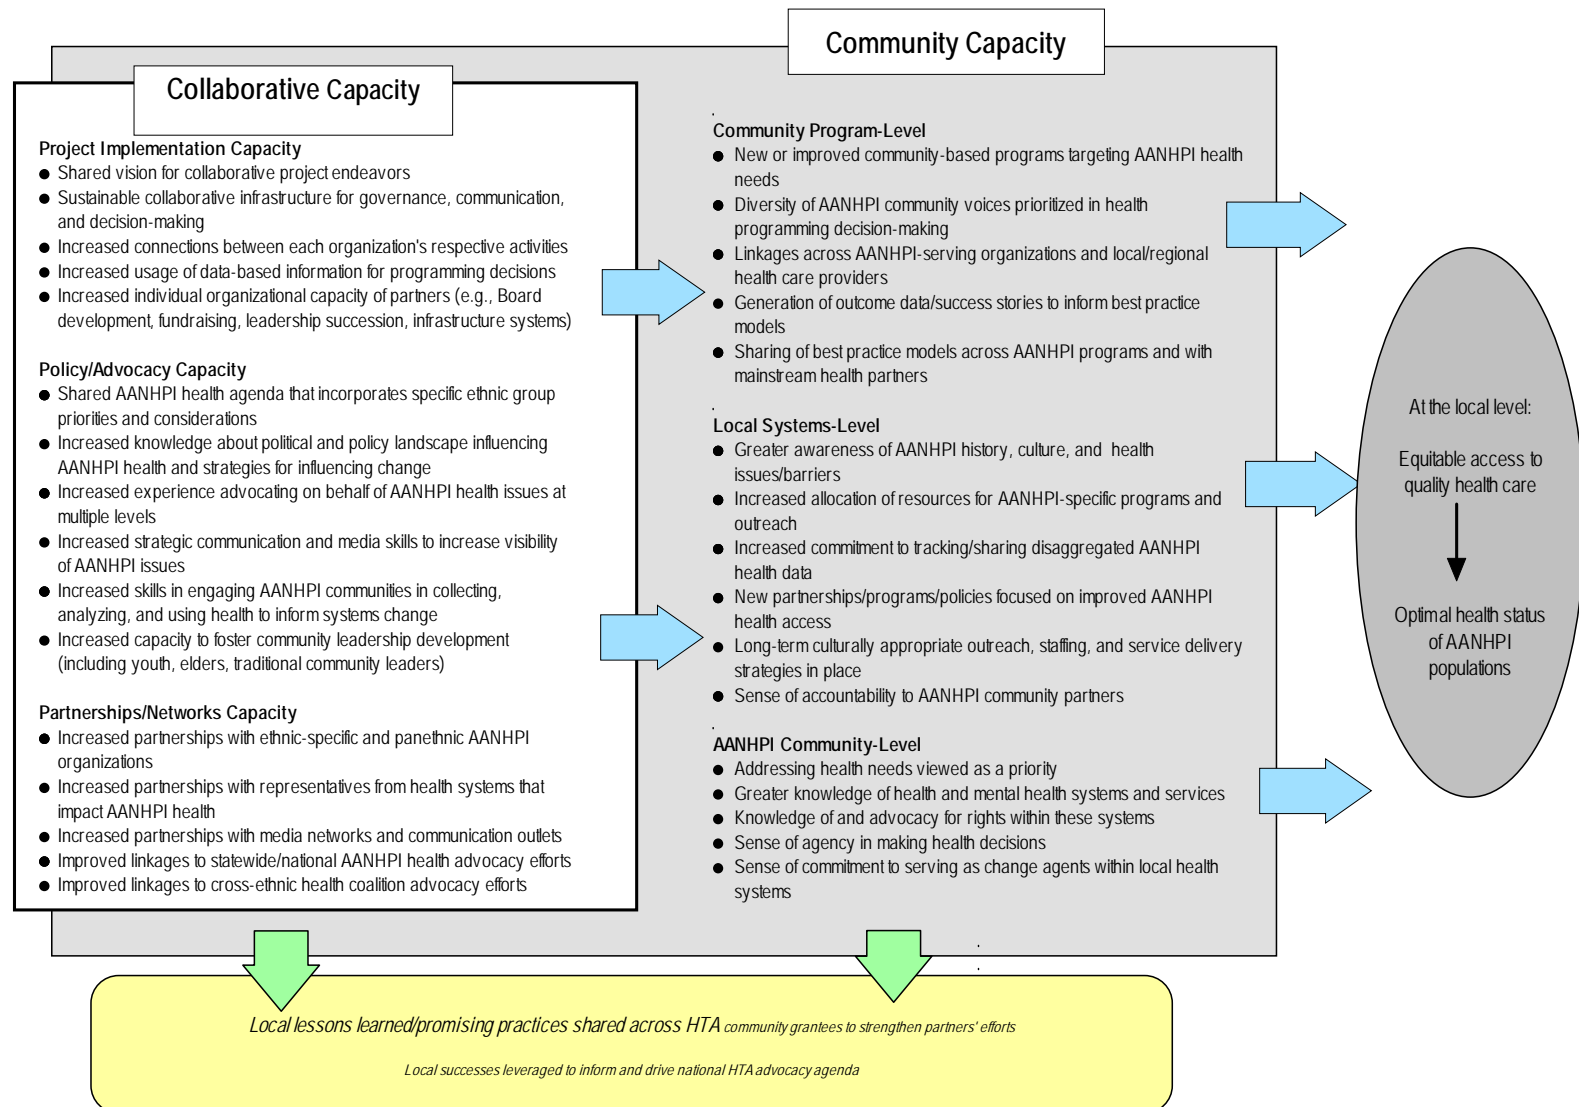 Community Capacity
Collaborative Capacity
Project Implementation Capacity
● Shared vision for collaborative project endeavors
● Sustainable collaborative infrastructure for governance, communication,
and decision-making
● Increased connections between each organization's respective activities
● Increased usage of data-based information for programming decisions
● Increased individual organizational capacity of partners (e.g., Board
development, fundraising, leadership succession, infrastructure systems)
Policy/Advocacy Capacity
● Shared AANHPI health agenda that incorporates specific ethnic group
priorities and considerations
● Increased knowledge about political and policy landscape influencing
AANHPI health and strategies for influencing change
● Increased experience advocating on behalf of AANHPI health issues at
multiple levels
● Increased strategic communication and media skills to increase visibility
of AANHPI issues
● Increased skills in engaging AANHPI communities in collecting,
analyzing, and using health to inform systems change
● Increased capacity to foster community leadership development
(including youth, elders, traditional community leaders)
Partnerships/Networks Capacity
● Increased partnerships with ethnic-specific and panethnic AANHPI
organizations
● Increased partnerships with representatives from health systems that
impact AANHPI health
● Increased partnerships with media networks and communication outlets
● Improved linkages to statewide/national AANHPI health advocacy efforts
● Improved linkages to cross-ethnic health coalition advocacy efforts
Community Program-Level
● New or improved community-based programs targeting AANHPI health
needs
● Diversity of AANHPI community voices prioritized in health
programming decision-making
● Linkages across AANHPI-serving organizations and local/regional
health care providers
● Generation of outcome data/success stories to inform best practice
models
● Sharing of best practice models across AANHPI programs and with
mainstream health partners
Local Systems-Level
● Greater awareness of AANHPI history, culture, and health
issues/barriers
● Increased allocation of resources for AANHPI-specific programs and
outreach
● Increased commitment to tracking/sharing disaggregated AANHPI
health data
● New partnerships/programs/policies focused on improved AANHPI
health access
● Long-term culturally appropriate outreach, staffing, and service delivery
strategies in place
● Sense of accountability to AANHPI community partners
AANHPI Community-Level
● Addressing health needs viewed as a priority
● Greater knowledge of health and mental health systems and services
● Knowledge of and advocacy for rights within these systems
● Sense of agency in making health decisions
● Sense of commitment to serving as change agents within local health
systems
At the local level:
Equitable access to
quality health care
Optimal health status
of AANHPI
populations
Local lessons learned/promising practices shared across HTA community grantees to strengthen partners' efforts
Local successes leveraged to inform and drive national HTA advocacy agenda